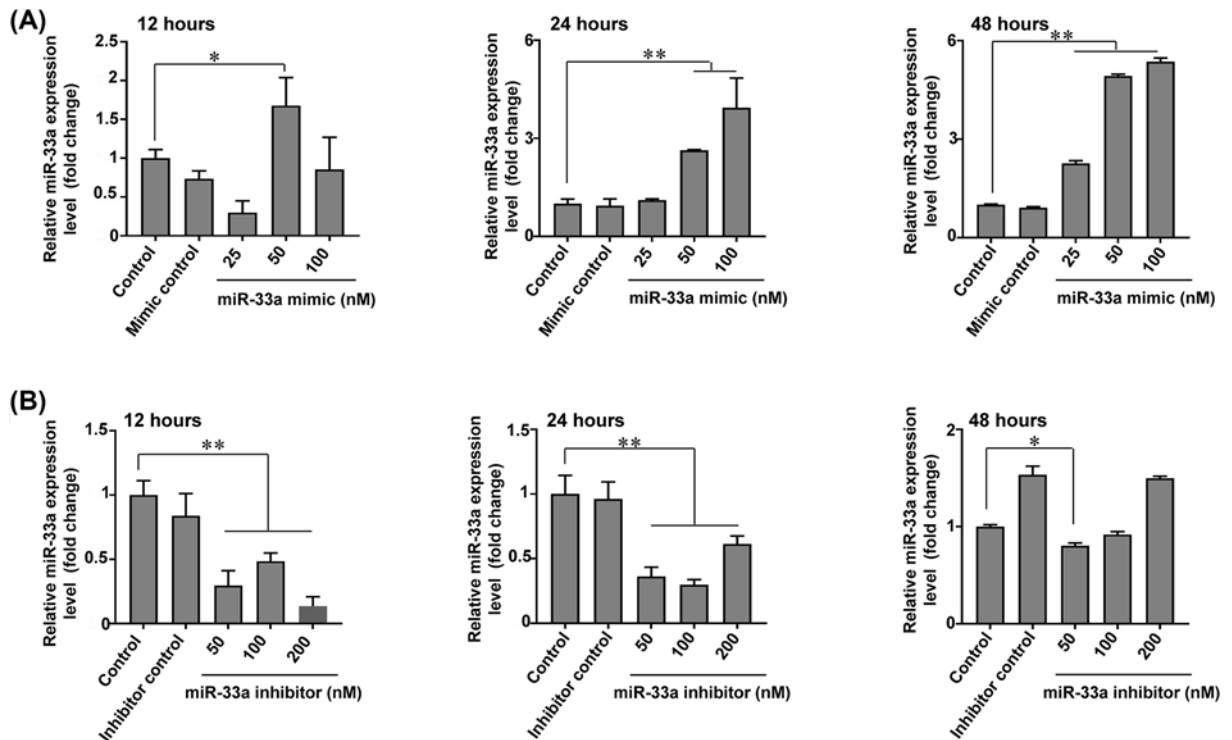 (A)
12 hours
Relative miR-33a expression
level (fold change)
2.5
2
1.5
1
0.5
0
*
Control
Mimic control
25
50
100
miR-33a mimic (nM)
24 hours
Relative miR-33a expression
level (fold change)
6
3
0
**
Control
Mimic control
25
50
100
miR-33a mimic (nM)
48 hours
Relative miR-33a expression
level (fold change)
6
3
0
**
Control
Mimic control
25
50
100
miR-33a mimic (nM)
(B)
12 hours
Relative miR-33a expression
level (fold change)
1.5
1
0.5
0
**
Control
Inhibitor control
50
100
200
miR-33a inhibitor (nM)
24 hours
Relative miR-33a expression
level (fold change)
1.5
1
0.5
0
**
Control
Inhibitor control
50
100
200
miR-33a inhibitor (nM)
48 hours
Relative miR-33a expression
level (fold change)
2
1
0
*
Control
Inhibitor control
50
100
200
miR-33a inhibitor (nM)